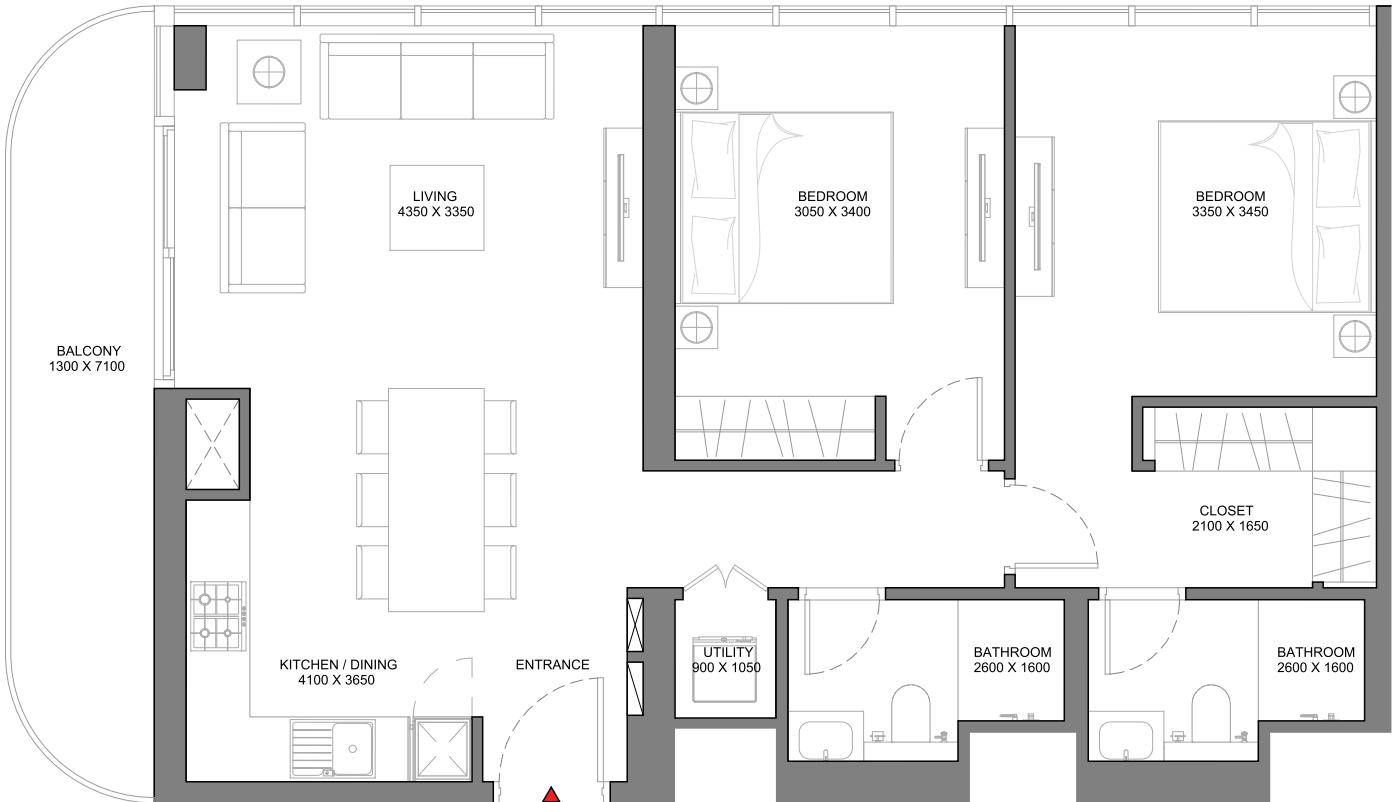 LIVING
4350 X 3350
BEDROOM
3050 X 3400
BEDROOM
3350 X 3450
BALCONY
1300 X 7100
CLOSET
2100 X 1650
KITCHEN / DINING
4100 X 3650
ENTRANCE
UTILITY
900 X 1050
BATHROOM
2600 X 1600
BATHROOM
2600 X 1600